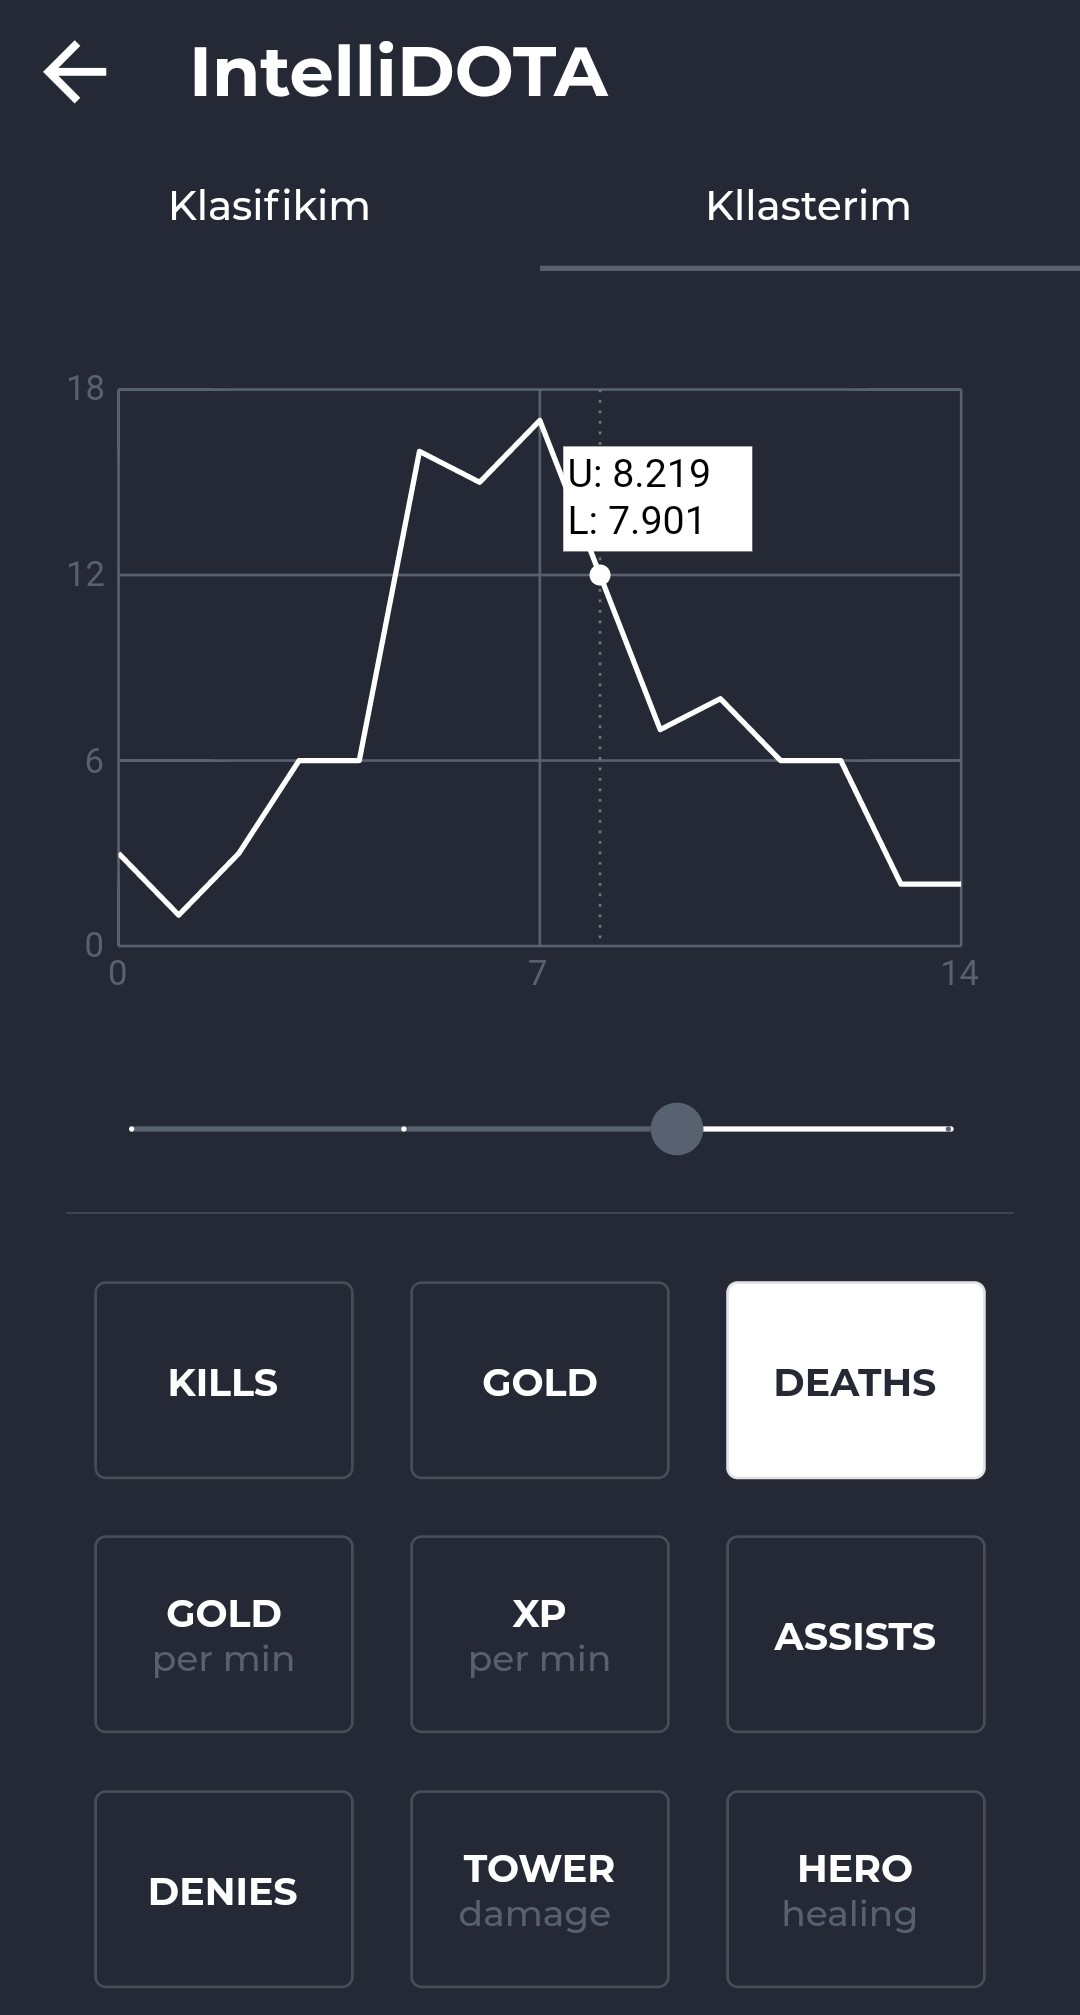 IntelliDOTA
Klasifikim
Kllasterim
18
12
6
0
U: 8.219
L: 7.901
0
7
14
KILLS
GOLD
DEATHS
GOLD
per min
XP
per min
ASSISTS
DENIES
TOWER
damage
HERO
healing